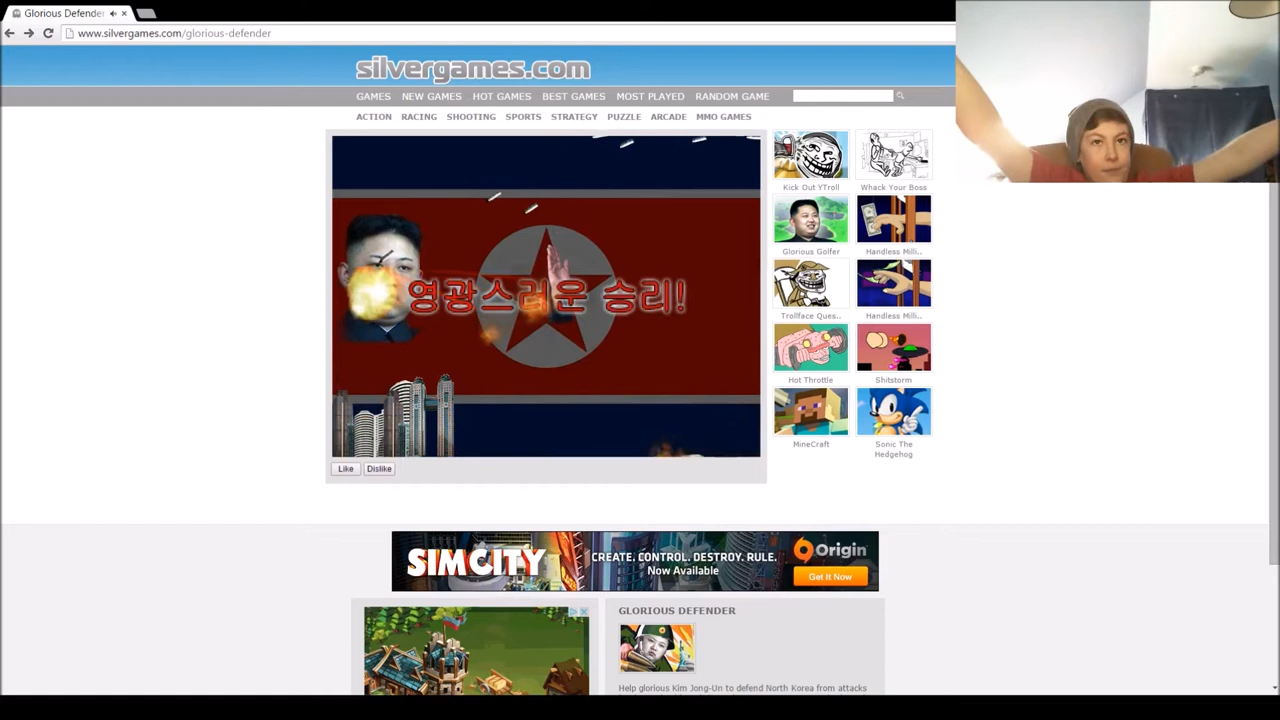 Glorious Defender
www.silvergames.com/glorious-defender
silvergames.com
GAMES NEW GAMES HOT GAMES BEST GAMES MOST PLAYED RANDOM GAME
ACTION RACING SHOOTING SPORTS STRATEGY PUZZLE ARCADE MMO GAMES
영광스러운 승리!
Kick Out YTroll
Whack Your Boss
Glorious Golfer
Handless Milli..
Trollface Ques..
Handless Milli..
Hot Throttle
Shitstorm
MineCraft
Sonic The
Hedgehog
Like Dislike
SIMCITY
CREATE. CONTROL. DESTROY. RULE.
Now Available
Origin
Get It Now
GLORIOUS DEFENDER
Help glorious Kim Jong-Un to defend North Korea from attacks